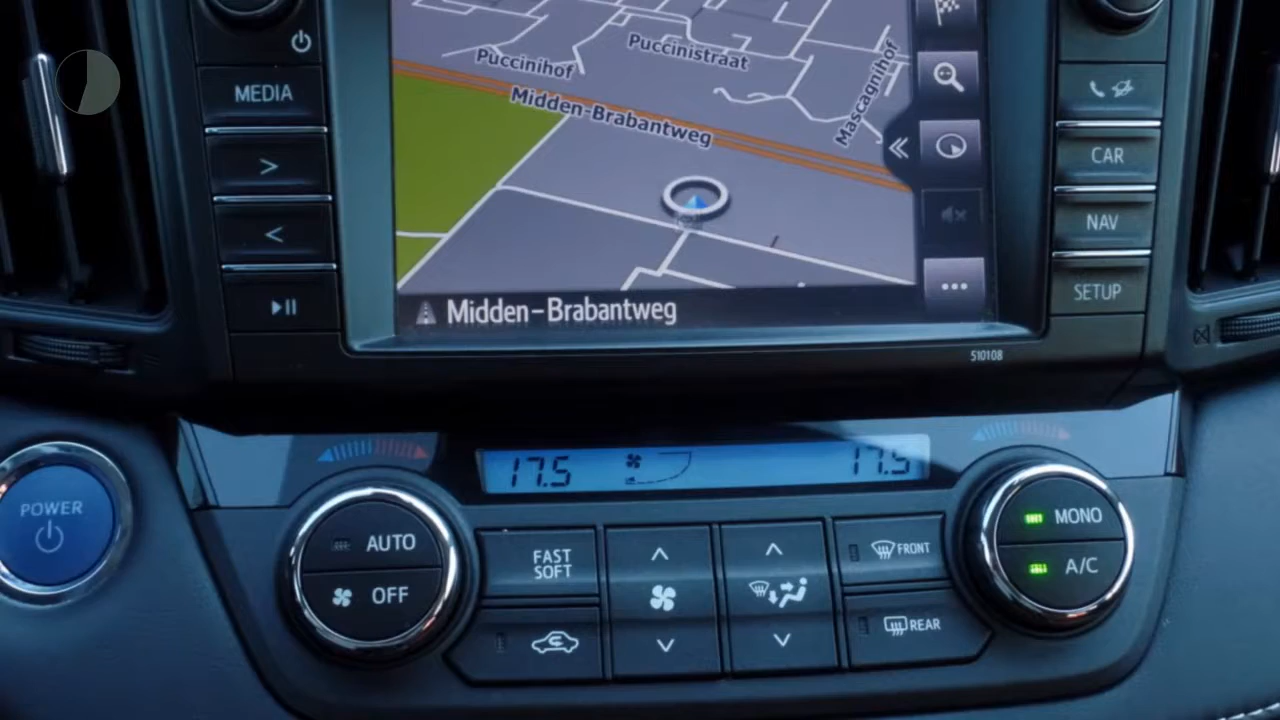 Puccinihof
Puccinistraat
Mascagnihof
Midden-Brabantweg
MEDIA
>
<
CAR
NAV
SETUP
Midden-Brabantweg
510108
17.5
17.5
POWER
AUTO
OFF
FAST
SOFT
FRONT
REAR
MONO
A/C